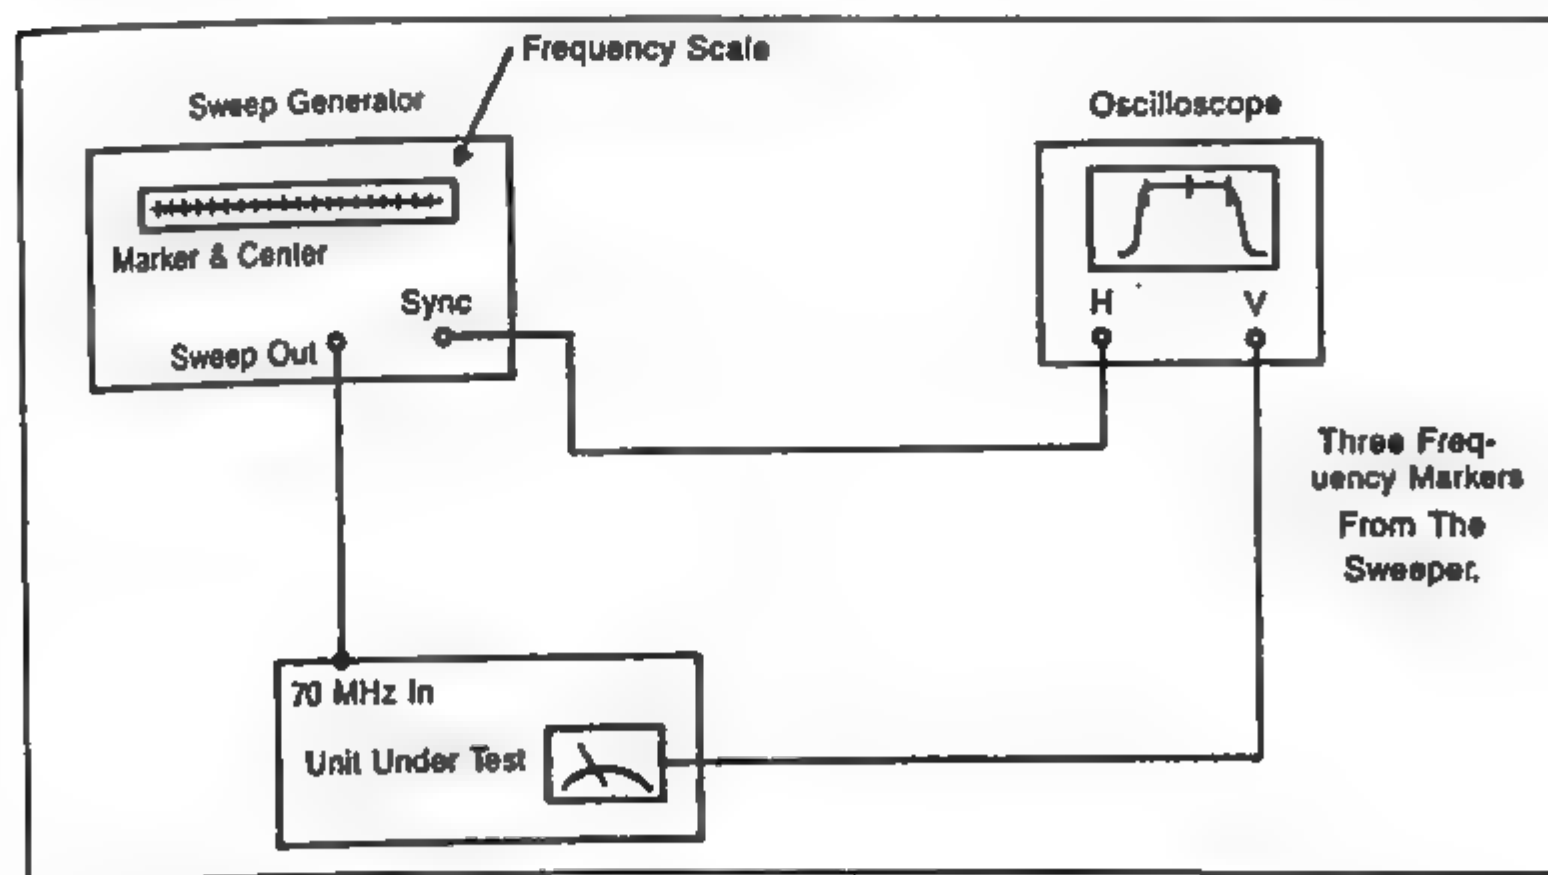 Frequency Scale
Sweep Generator
Oscilloscope
Marker & Center
Sync
Sweep Out
H
V
Three Freq-
uency Markers
From The
Sweeper.
70 MHz In
Unit Under Test